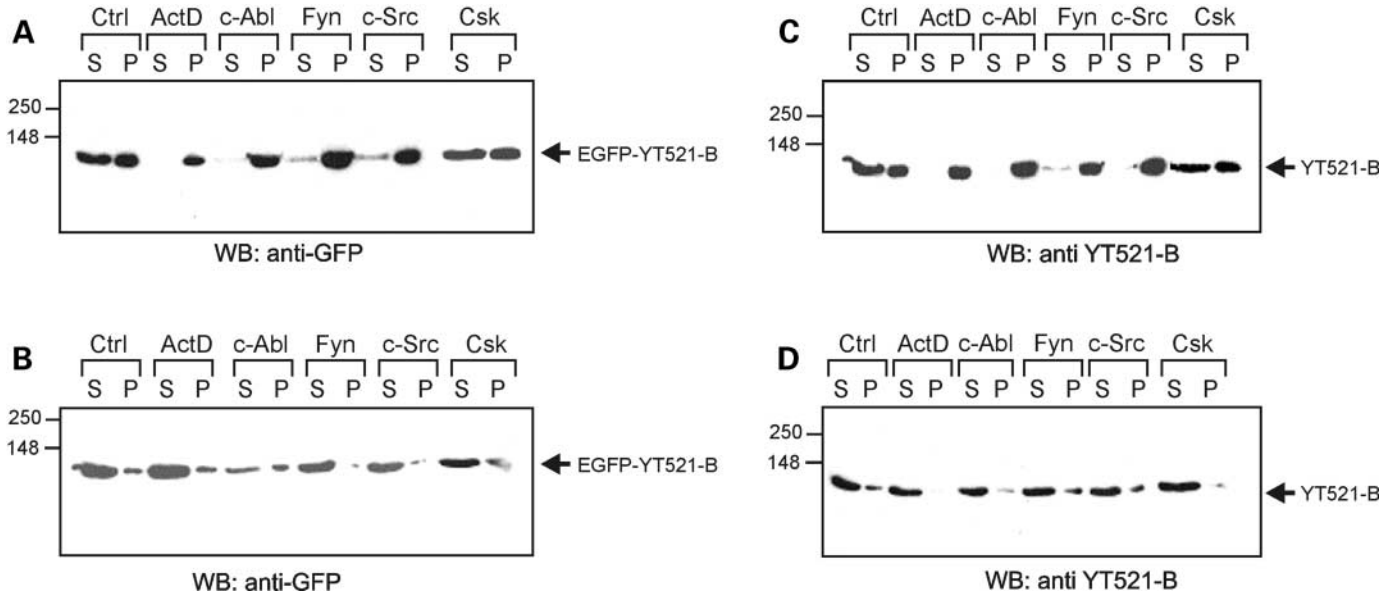 A
Ctrl ActD c-Abl Fyn c-Src Csk
S P S P S P S P S P S P
250
148
EGFP-YT521-B
WB: anti-GFP
B
Ctrl ActD c-Abl Fyn c-Src Csk
S P S P S P S P S P S P
250
148
EGFP-YT521-B
WB: anti-GFP
C
Ctrl ActD c-Abl Fyn c-Src Csk
S P S P S P S P S P S P
250
148
YT521-B
WB: anti YT521-B
D
Ctrl ActD c-Abl Fyn c-Src Csk
S P S P S P S P S P S P
250
148
YT521-B
WB: anti YT521-B